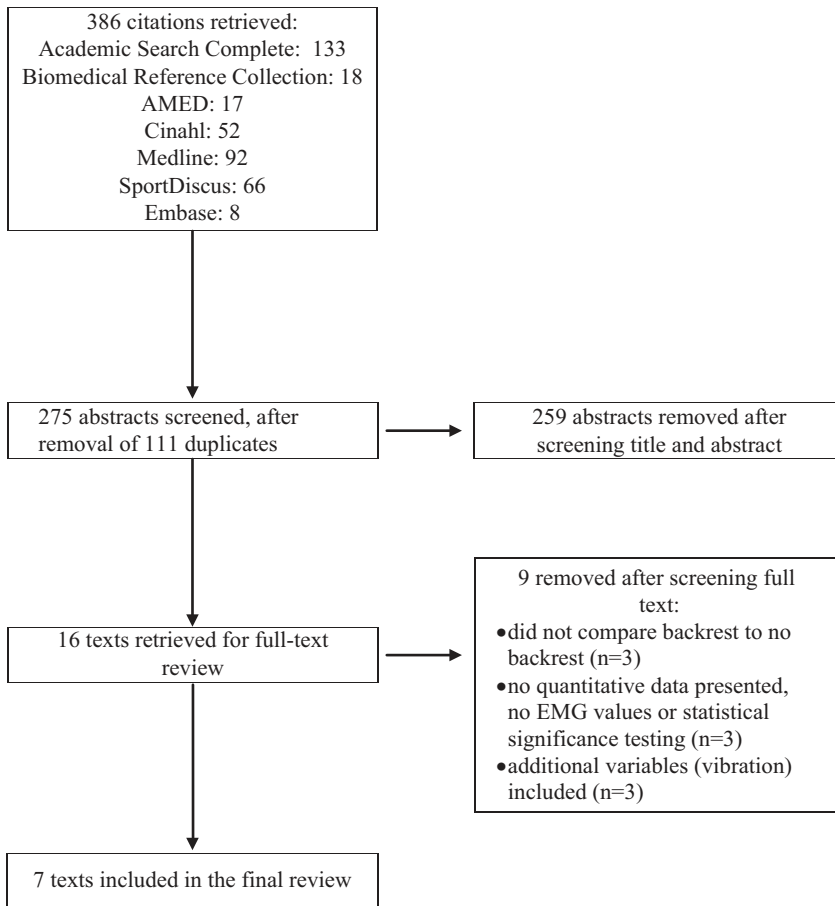 386 citations retrieved:
Academic Search Complete: 133
Biomedical Reference Collection: 18
AMED: 17
Cinahl: 52
Medline: 92
SportDiscus: 66
Embase: 8
275 abstracts screened, after
removal of 111 duplicates
259 abstracts removed after
screening title and abstract
16 texts retrieved for full-text
review
9 removed after screening full
text:
•did not compare backrest to no
backrest (n=3)
•no quantitative data presented,
no EMG values or statistical
significance testing (n=3)
•additional variables (vibration)
included (n=3)
7 texts included in the final review